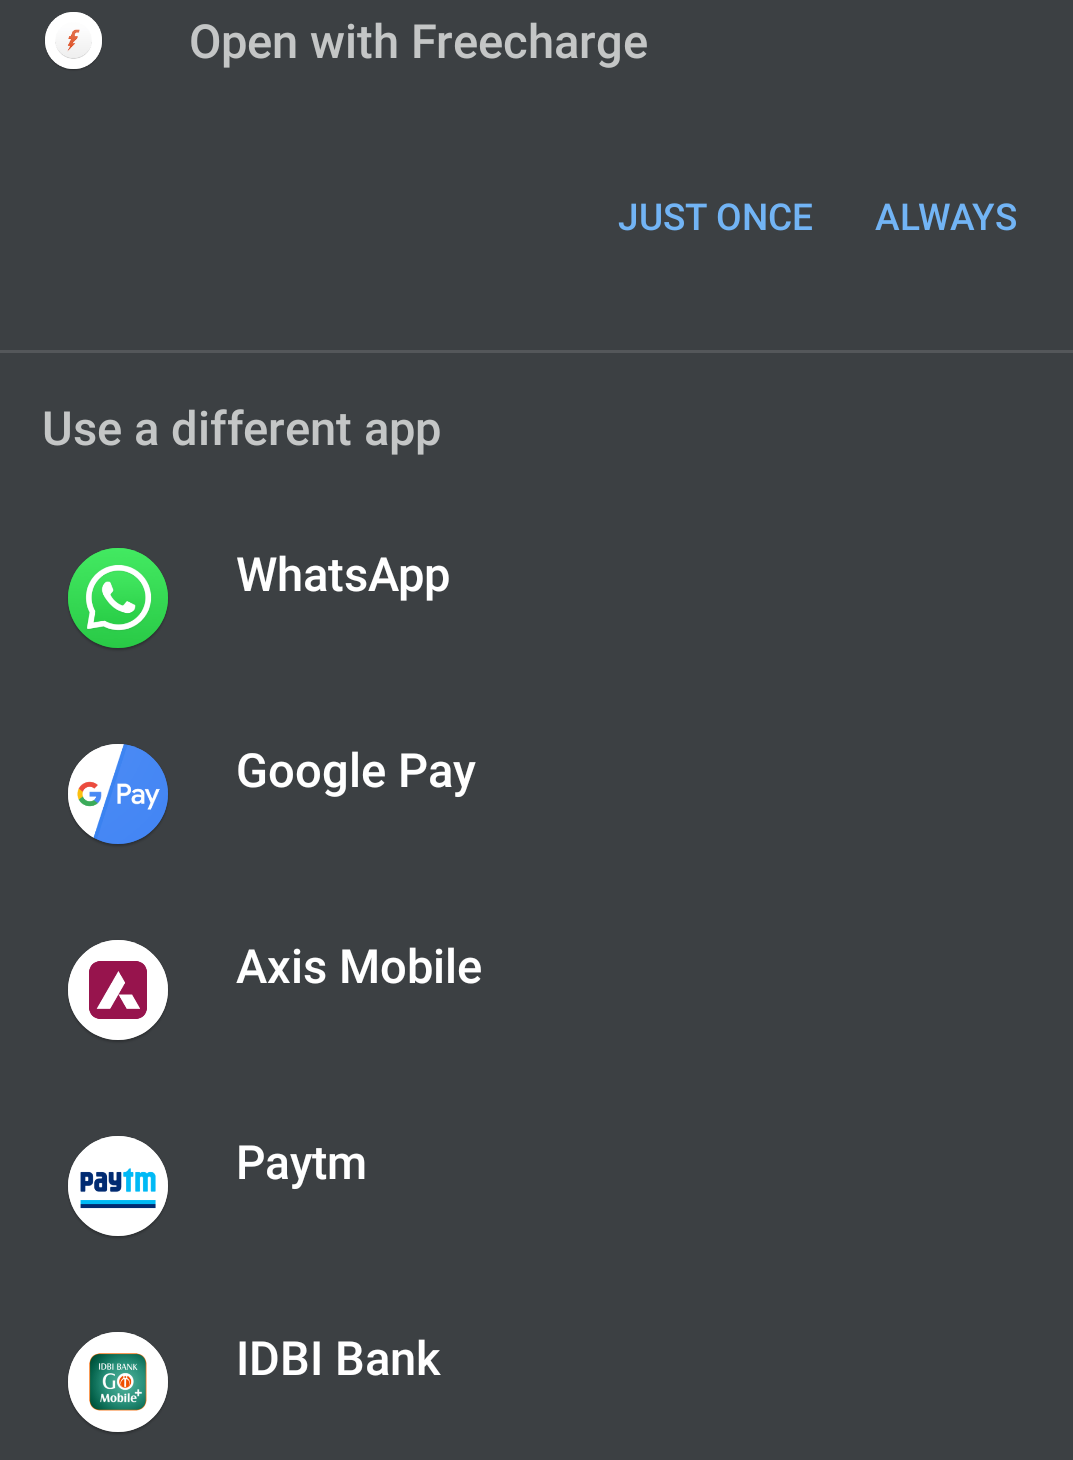 Open with Freecharge
JUST ONCE ALWAYS
Use a different app
WhatsApp
G Pay
Google Pay
Axis Mobile
paytm
Paytm
IDBI BANK
GO
Mobile+
IDBI Bank